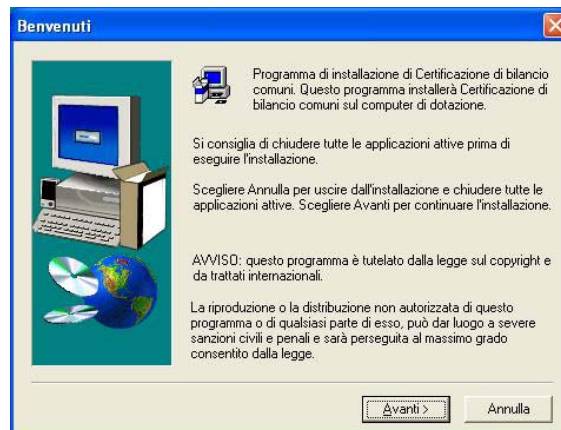 Benvenuti
Programma di installazione di Certificazione di bilancio
comuni. Questo programma installerà Certificazione di
bilancio comuni sul computer di dotazione.
Si consiglia di chiudere tutte le applicazioni attive prima di
eseguire l'installazione.
Scegliere Annulla per uscire dall'installazione e chiudere tutte le
applicazioni attive. Scegliere Avanti per continuare l'installazione.
AVVISO: questo programma è tutelato dalla legge sul copyright e
da trattati internazionali.
La riproduzione o la distribuzione non autorizzata di questo
programma o di qualsiasi parte di esso, può dar luogo a severe
sanzioni civili e penali e sarà perseguita al massimo grado
consentito dalla legge.
Avanti > Annulla